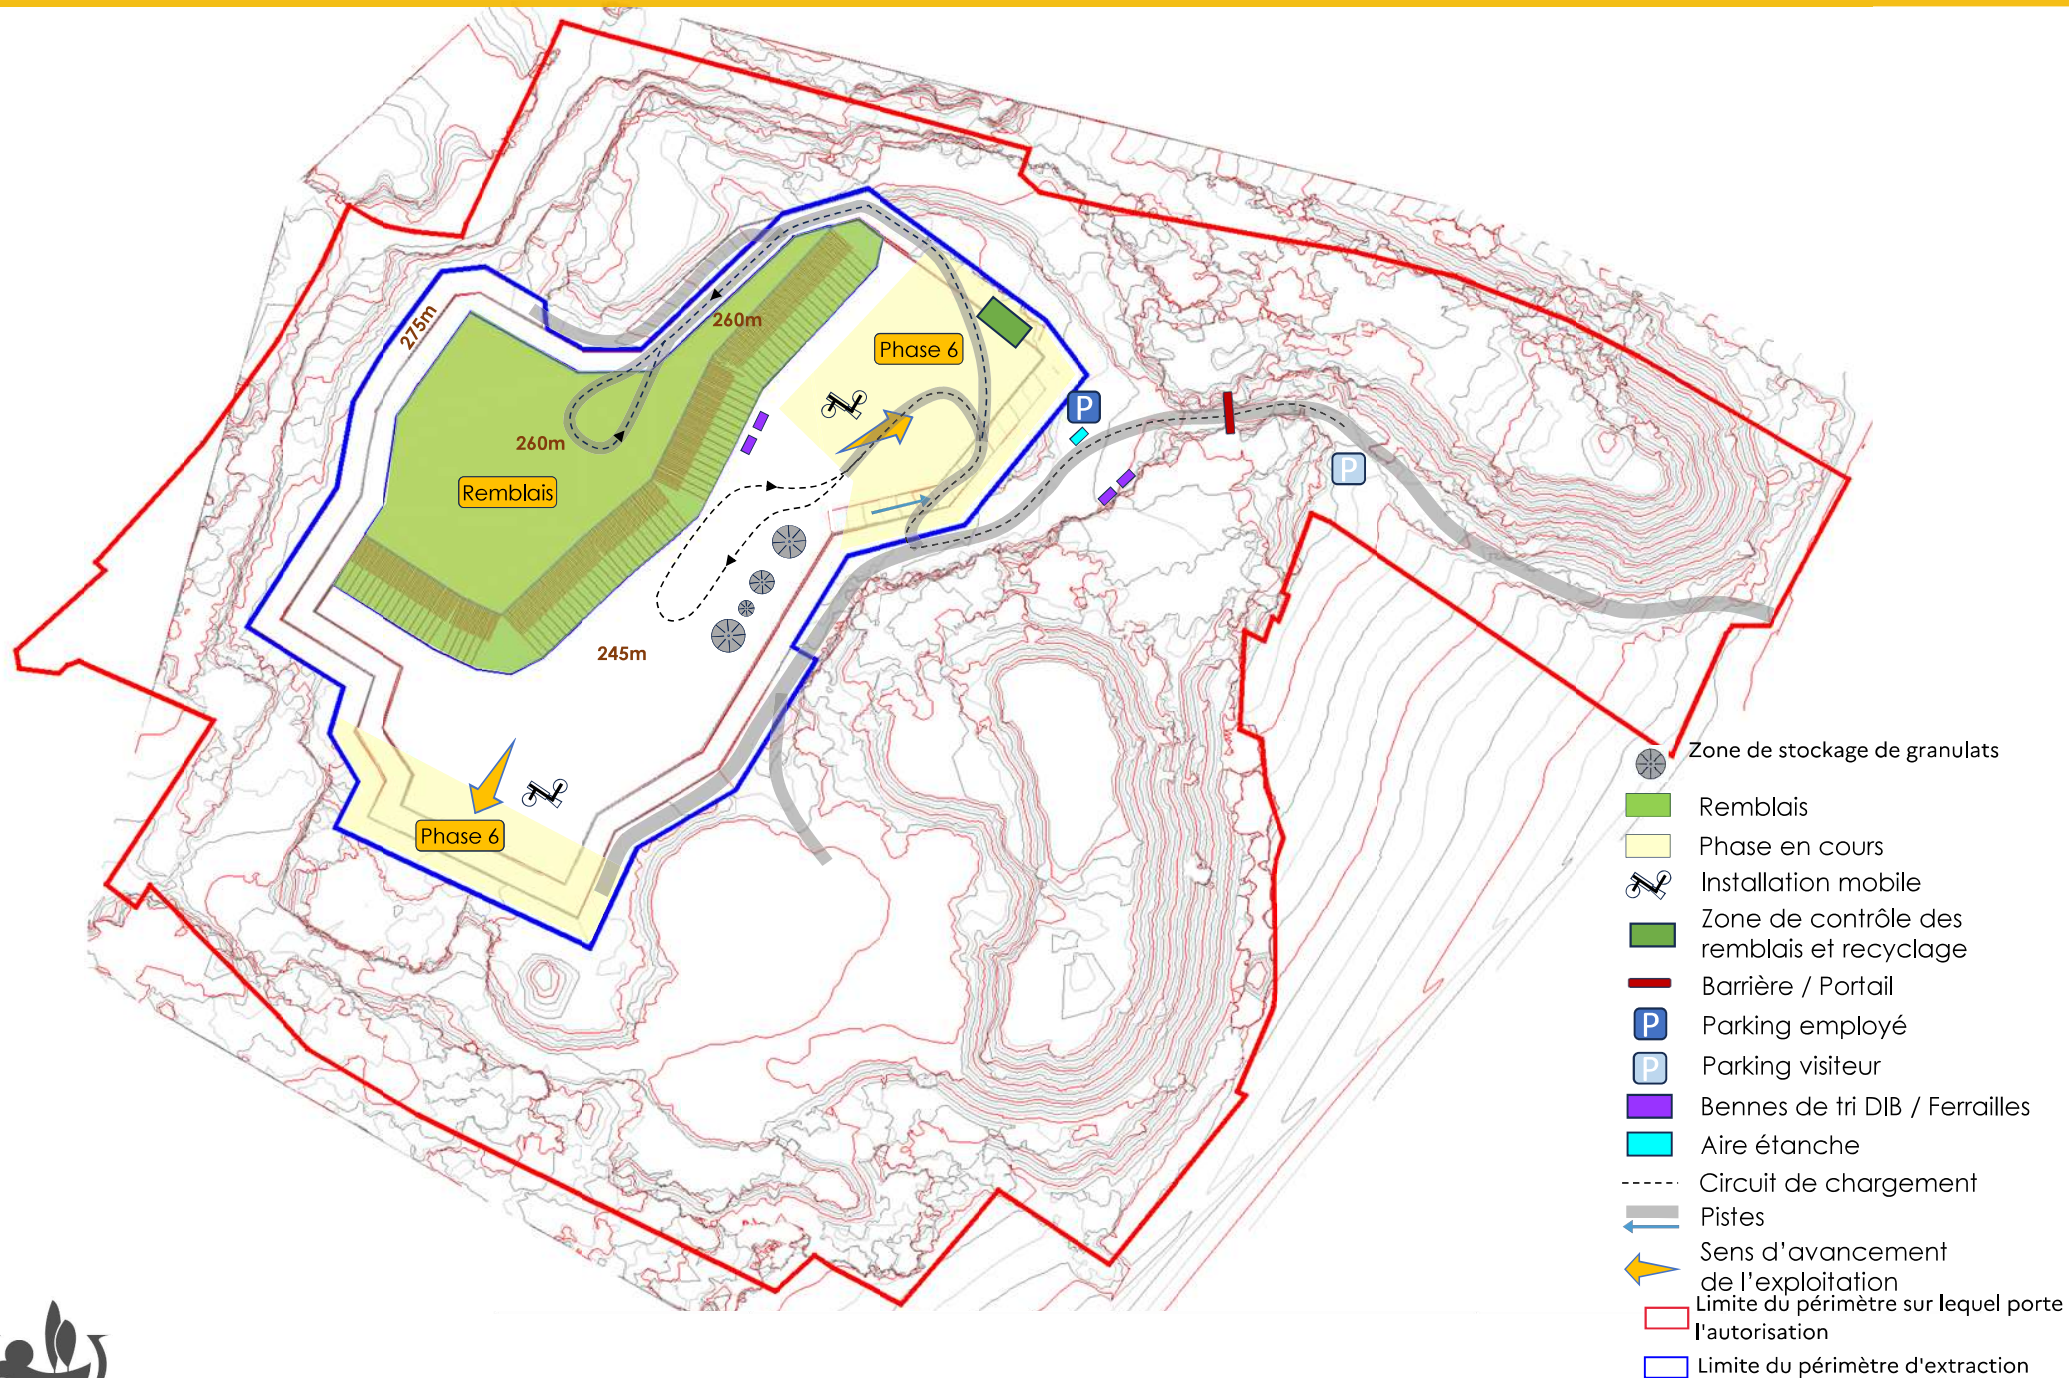 275m
260m
Phase 6
P
260m
P
Remblais
245m
Phase 6
Zone de stockage de granulats
Remblais
Phase en cours
Installation mobile
Zone de contrôle des
remblais et recyclage
Barrière / Portail
P
Parking employé
P
Parking visiteur
Bennes de tri DIB / Ferrailles
Aire étanche
Circuit de chargement
Pistes
Sens d'avancement
de l'exploitation
Limite du périmètre sur lequel porte
l'autorisation
Limite du périmètre d'extraction